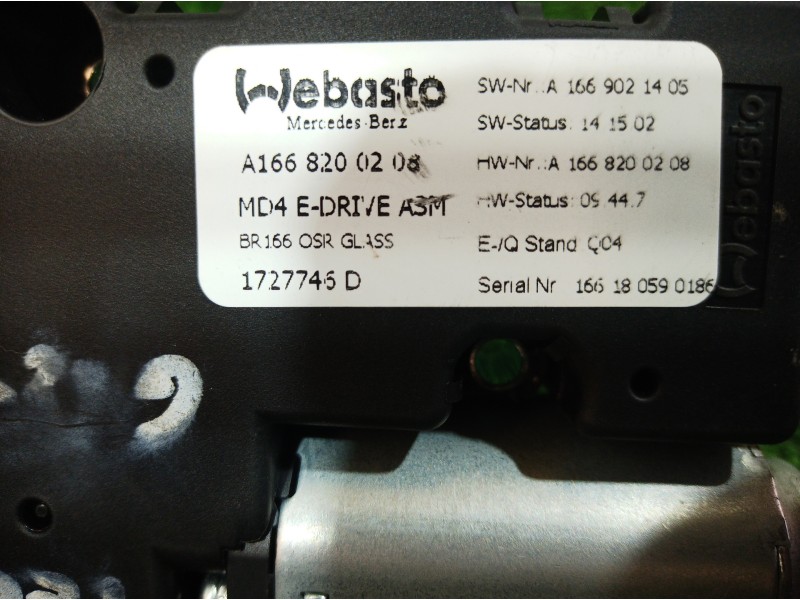 Webasto
Mercedes-Benz
A166 820 02 08
MD4 E-DRIVE ASM
BR166 OSR GLASS
1727746 D
SW-Nr.:A 166 902 14 05
SW-Status: 14 15 02
HW-Nr.:A 166 820 02 08
HW-Status: 09 44.7
E-/Q Stand Q04
Serial Nr 166 18 059 0186
Webasto